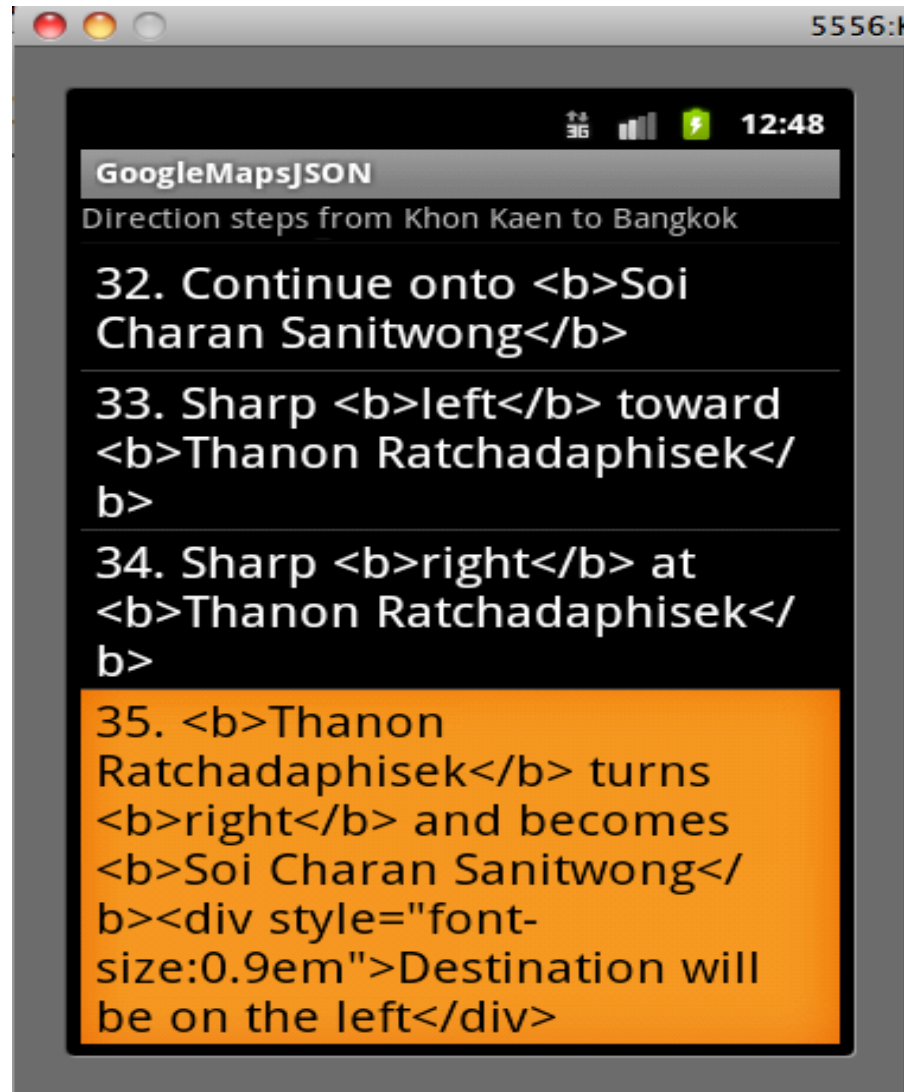 5556:
3G
12:48
GoogleMapsJSON
Direction steps from Khon Kaen to Bangkok
32. Continue onto <b>Soi
Charan Sanitwong</b>
33. Sharp <b>left</b> toward
<b>Thanon Ratchadaphisek</
b>
34. Sharp <b>right</b> at
<b>Thanon Ratchadaphisek</
b>
35. <b>Thanon
Ratchadaphisek</b> turns
<b>right</b> and becomes
<b>Soi Charan Sanitwong</
b><div style="font-
size:0.9em">Destination will
be on the left</div>